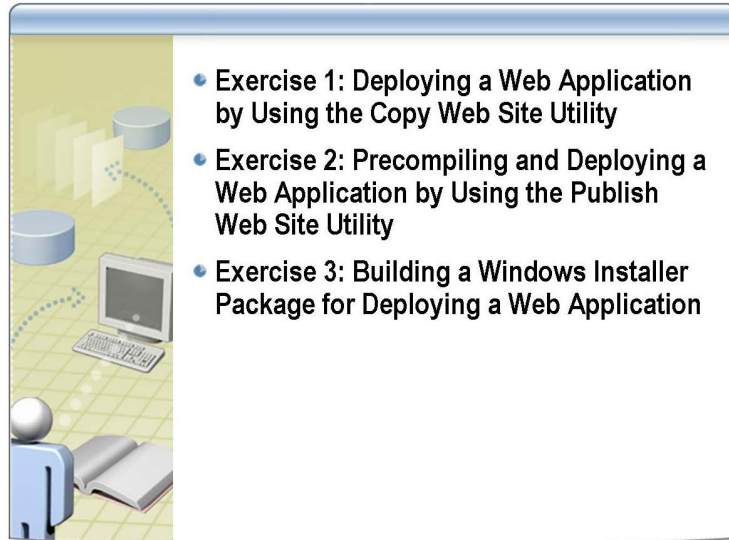 Exercise 1: Deploying a Web Application
by Using the Copy Web Site Utility
Exercise 2: Precompiling and Deploying a
Web Application by Using the Publish
Web Site Utility
Exercise 3: Building a Windows Installer
Package for Deploying a Web Application